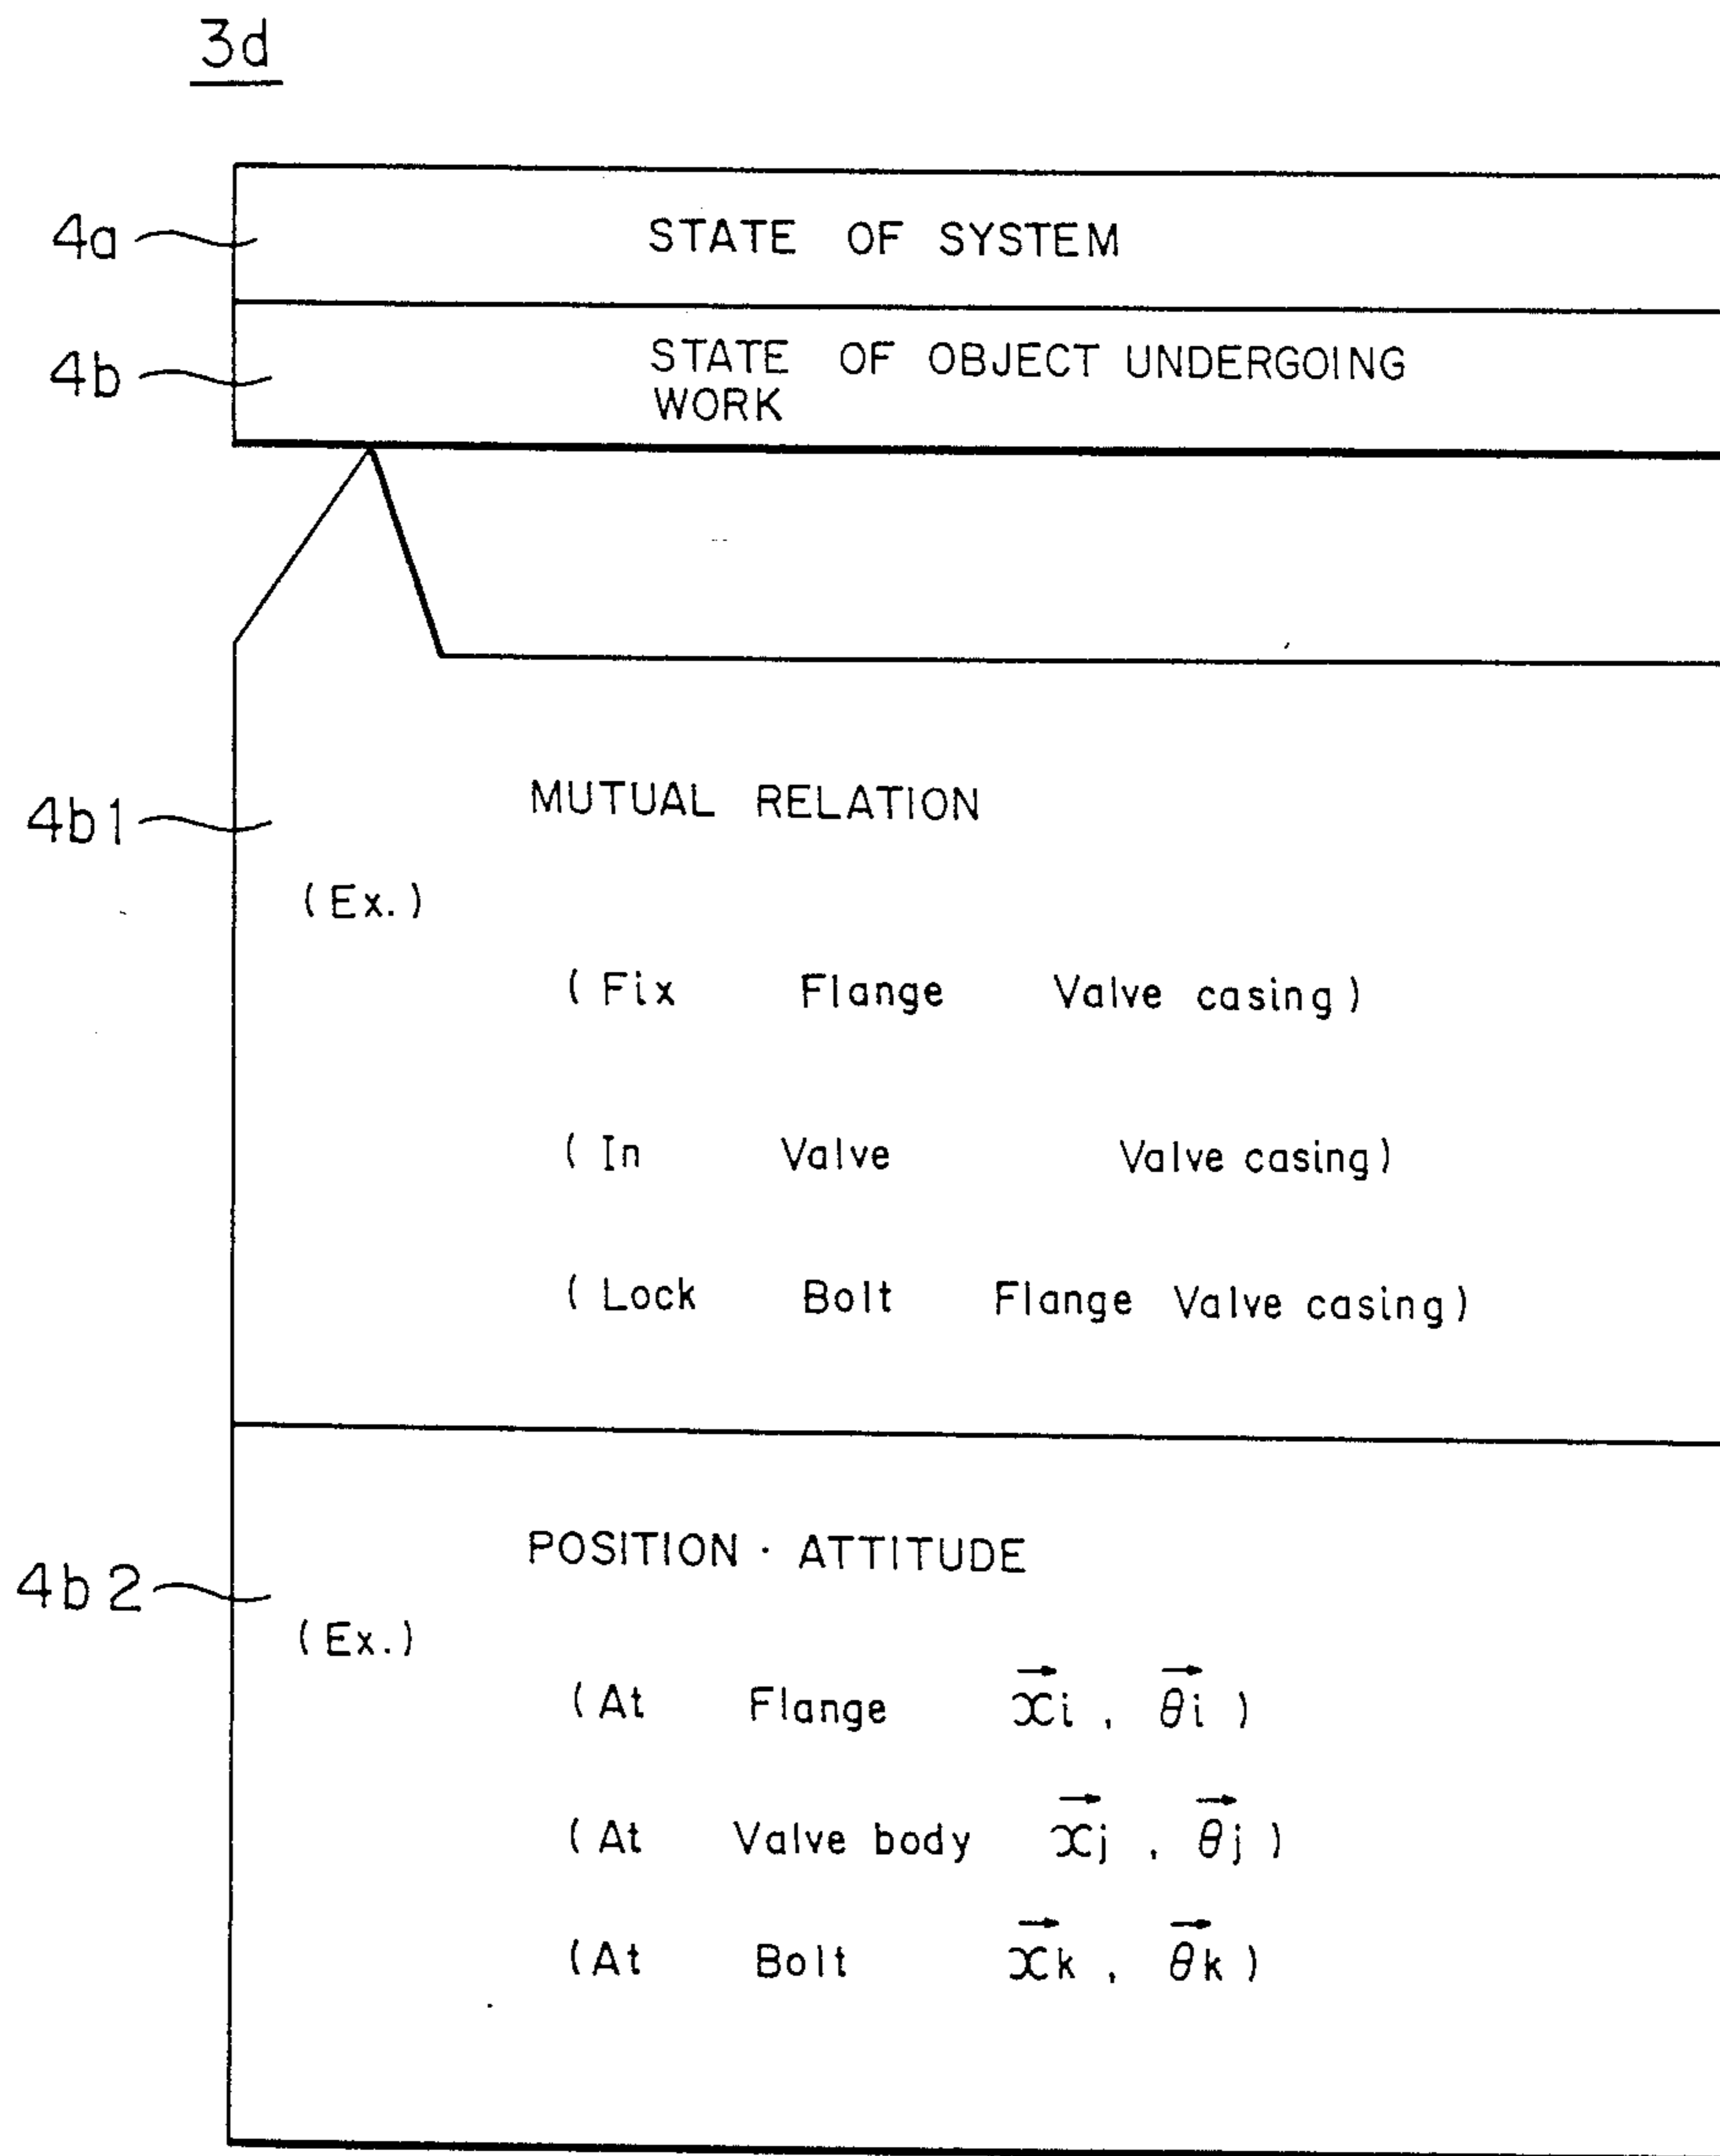 3d
4a STATE OF SYSTEM
4b STATE OF OBJECT UNDERGOING
WORK
4b1 MUTUAL RELATION
(Ex.)
(Fix Flange Valve casing)
(In Valve Valve casing)
(Lock Bolt Flange Valve casing)
4b2 POSITION · ATTITUDE
(Ex.)
(At Flange x⃗i, θ⃗i)
(At Valve body x⃗j, θ⃗j)
(At Bolt x⃗k, θ⃗k)